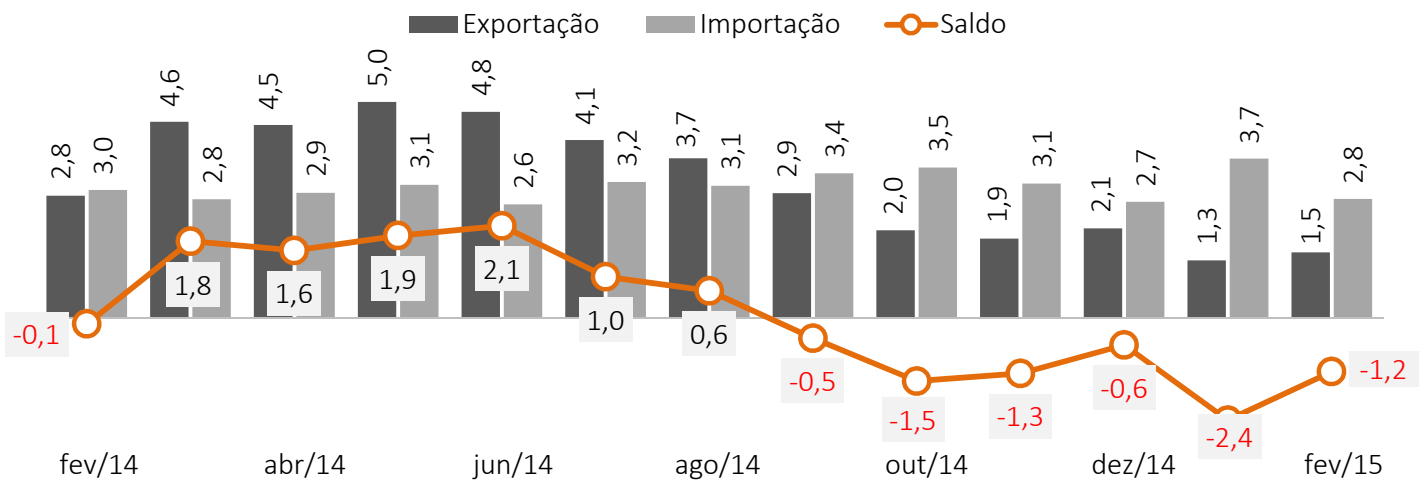 Exportação Importação Saldo
2,8 3,0 4,6 2,8 4,5 2,9 5,0 3,1 4,8 2,6 4,1 3,2 3,7 3,1 2,9 3,4 2,0 3,5 1,9 3,1 2,1 2,7 1,3 3,7 1,5 2,8
-0,1 1,8 1,6 1,9 2,1 1,0 0,6 -0,5 -1,5 -1,3 -0,6 -2,4 -1,2
fev/14 abr/14 jun/14 ago/14 out/14 dez/14 fev/15